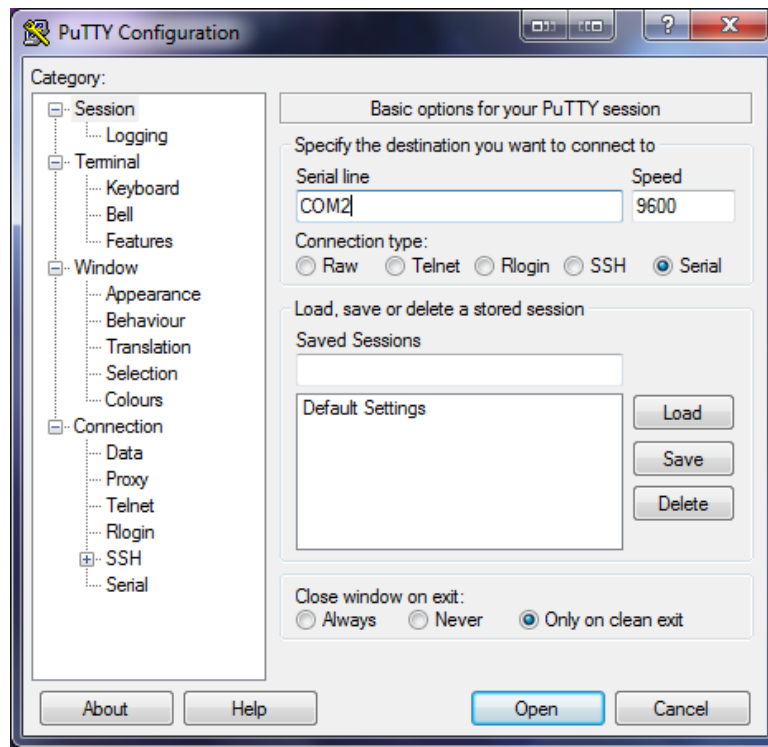 PuTTY Configuration
?
X
Category:
Session
Logging
Terminal
Keyboard
Bell
Features
Window
Appearance
Behaviour
Translation
Selection
Colours
Connection
Data
Proxy
Telnet
Rlogin
SSH
Serial
Basic options for your PuTTY session
Specify the destination you want to connect to
Serial line Speed
COM2 9600
Connection type:
Raw Telnet Rlogin SSH Serial
Load, save or delete a stored session
Saved Sessions
Default Settings
Load
Save
Delete
Close window on exit:
Always Never Only on clean exit
About Help Open Cancel